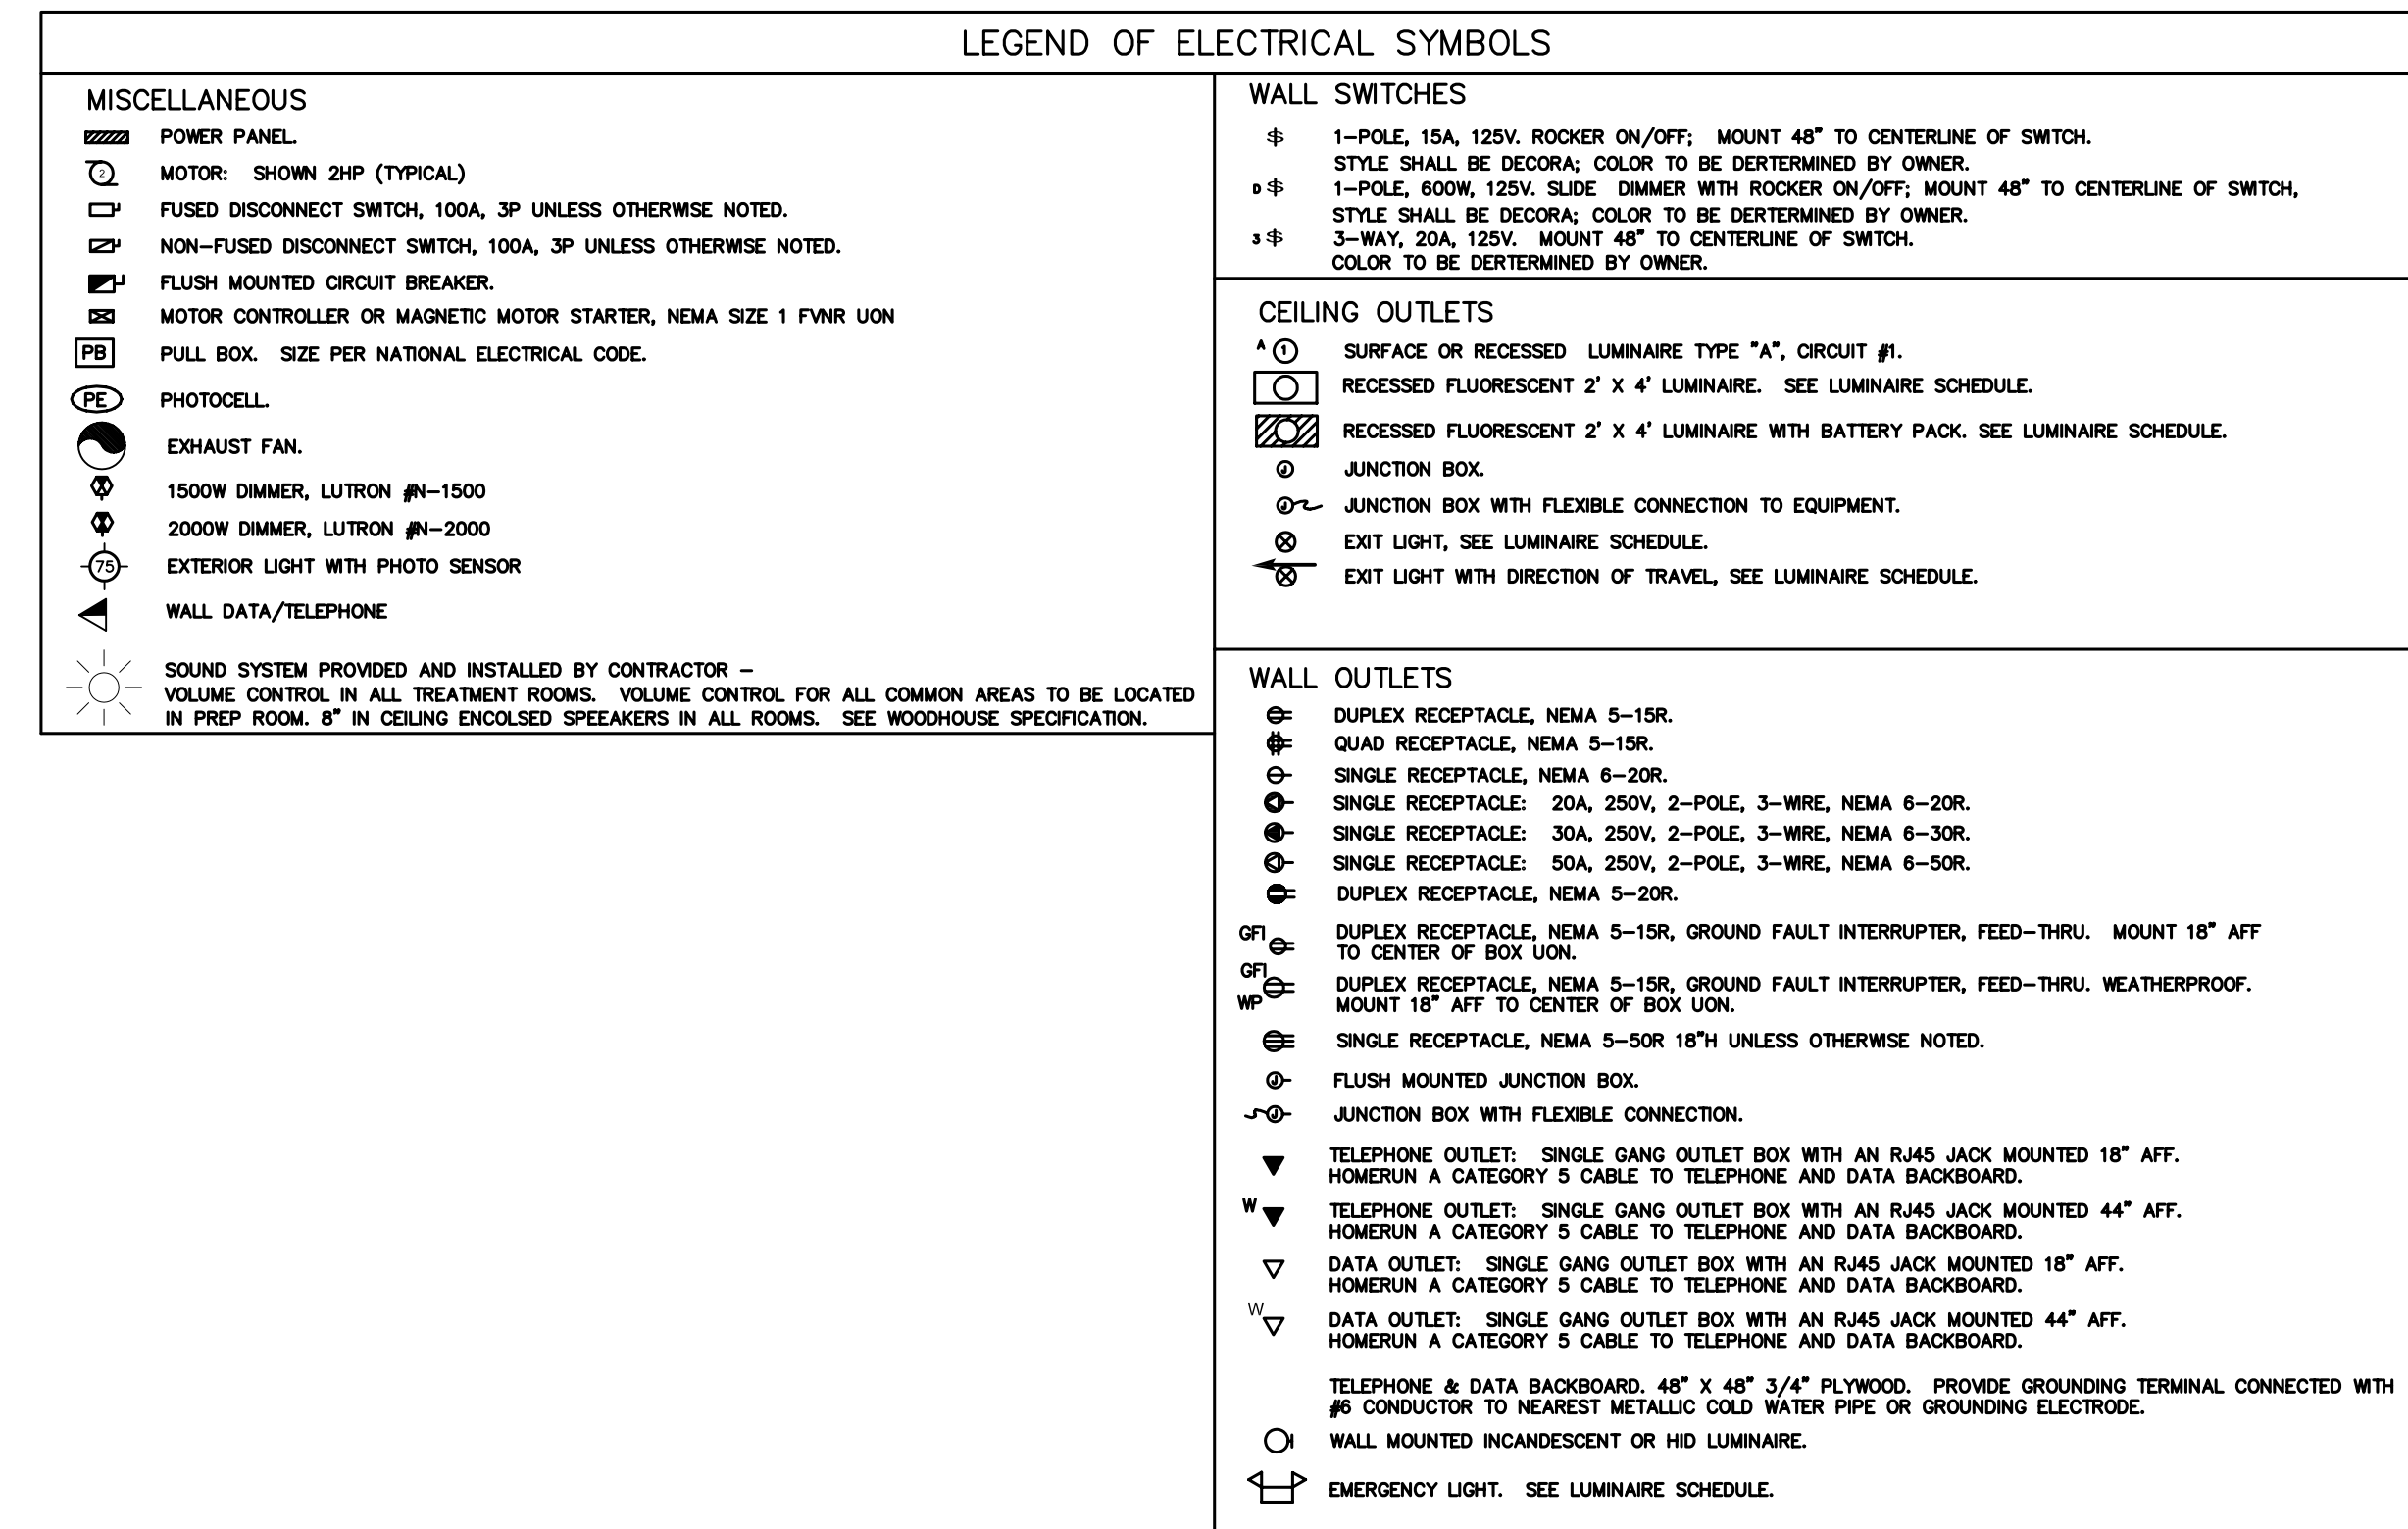 LEGEND OF ELECTRICAL SYMBOLS
MISCELLANEOUS
POWER PANEL.
2 MOTOR: SHOWN 2HP (TYPICAL)
FUSED DISCONNECT SWITCH, 100A, 3P UNLESS OTHERWISE NOTED.
NON-FUSED DISCONNECT SWITCH, 100A, 3P UNLESS OTHERWISE NOTED.
FLUSH MOUNTED CIRCUIT BREAKER.
MOTOR CONTROLLER OR MAGNETIC MOTOR STARTER, NEMA SIZE 1 FVNR UON
PB PULL BOX. SIZE PER NATIONAL ELECTRICAL CODE.
PE PHOTOCELL.
EXHAUST FAN.
1500W DIMMER, LUTRON #N-1500
2000W DIMMER, LUTRON #N-2000
75 EXTERIOR LIGHT WITH PHOTO SENSOR
WALL DATA/TELEPHONE
SOUND SYSTEM PROVIDED AND INSTALLED BY CONTRACTOR -
VOLUME CONTROL IN ALL TREATMENT ROOMS. VOLUME CONTROL FOR ALL COMMON AREAS TO BE LOCATED
IN PREP ROOM. 8" IN CEILING ENCOLSED SPEEAKERS IN ALL ROOMS. SEE WOODHOUSE SPECIFICATION.
WALL SWITCHES
$ 1-POLE, 15A, 125V. ROCKER ON/OFF; MOUNT 48" TO CENTERLINE OF SWITCH.
STYLE SHALL BE DECORA; COLOR TO BE DERTERMINED BY OWNER.
D $ 1-POLE, 600W, 125V. SLIDE DIMMER WITH ROCKER ON/OFF; MOUNT 48" TO CENTERLINE OF SWITCH,
STYLE SHALL BE DECORA; COLOR TO BE DERTERMINED BY OWNER.
3 $ 3-WAY, 20A, 125V. MOUNT 48" TO CENTERLINE OF SWITCH.
COLOR TO BE DERTERMINED BY OWNER.
CEILING OUTLETS
A 1 SURFACE OR RECESSED LUMINAIRE TYPE "A", CIRCUIT #1.
RECESSED FLUORESCENT 2' X 4' LUMINAIRE. SEE LUMINAIRE SCHEDULE.
RECESSED FLUORESCENT 2' X 4' LUMINAIRE WITH BATTERY PACK. SEE LUMINAIRE SCHEDULE.
J JUNCTION BOX.
J JUNCTION BOX WITH FLEXIBLE CONNECTION TO EQUIPMENT.
EXIT LIGHT, SEE LUMINAIRE SCHEDULE.
EXIT LIGHT WITH DIRECTION OF TRAVEL, SEE LUMINAIRE SCHEDULE.
WALL OUTLETS
DUPLEX RECEPTACLE, NEMA 5-15R.
QUAD RECEPTACLE, NEMA 5-15R.
SINGLE RECEPTACLE, NEMA 6-20R.
SINGLE RECEPTACLE: 20A, 250V, 2-POLE, 3-WIRE, NEMA 6-20R.
SINGLE RECEPTACLE: 30A, 250V, 2-POLE, 3-WIRE, NEMA 6-30R.
SINGLE RECEPTACLE: 50A, 250V, 2-POLE, 3-WIRE, NEMA 6-50R.
DUPLEX RECEPTACLE, NEMA 5-20R.
GFI DUPLEX RECEPTACLE, NEMA 5-15R, GROUND FAULT INTERRUPTER, FEED-THRU. MOUNT 18" AFF
TO CENTER OF BOX UON.
GFI DUPLEX RECEPTACLE, NEMA 5-15R, GROUND FAULT INTERRUPTER, FEED-THRU. WEATHERPROOF.
WP MOUNT 18" AFF TO CENTER OF BOX UON.
SINGLE RECEPTACLE, NEMA 5-50R 18"H UNLESS OTHERWISE NOTED.
J FLUSH MOUNTED JUNCTION BOX.
J JUNCTION BOX WITH FLEXIBLE CONNECTION.
TELEPHONE OUTLET: SINGLE GANG OUTLET BOX WITH AN RJ45 JACK MOUNTED 18" AFF.
HOMERUN A CATEGORY 5 CABLE TO TELEPHONE AND DATA BACKBOARD.
W TELEPHONE OUTLET: SINGLE GANG OUTLET BOX WITH AN RJ45 JACK MOUNTED 44" AFF.
HOMERUN A CATEGORY 5 CABLE TO TELEPHONE AND DATA BACKBOARD.
DATA OUTLET: SINGLE GANG OUTLET BOX WITH AN RJ45 JACK MOUNTED 18" AFF.
HOMERUN A CATEGORY 5 CABLE TO TELEPHONE AND DATA BACKBOARD.
W DATA OUTLET: SINGLE GANG OUTLET BOX WITH AN RJ45 JACK MOUNTED 44" AFF.
HOMERUN A CATEGORY 5 CABLE TO TELEPHONE AND DATA BACKBOARD.
TELEPHONE & DATA BACKBOARD. 48" X 48" 3/4" PLYWOOD. PROVIDE GROUNDING TERMINAL CONNECTED WITH
#6 CONDUCTOR TO NEAREST METALLIC COLD WATER PIPE OR GROUNDING ELECTRODE.
WALL MOUNTED INCANDESCENT OR HID LUMINAIRE.
EMERGENCY LIGHT. SEE LUMINAIRE SCHEDULE.